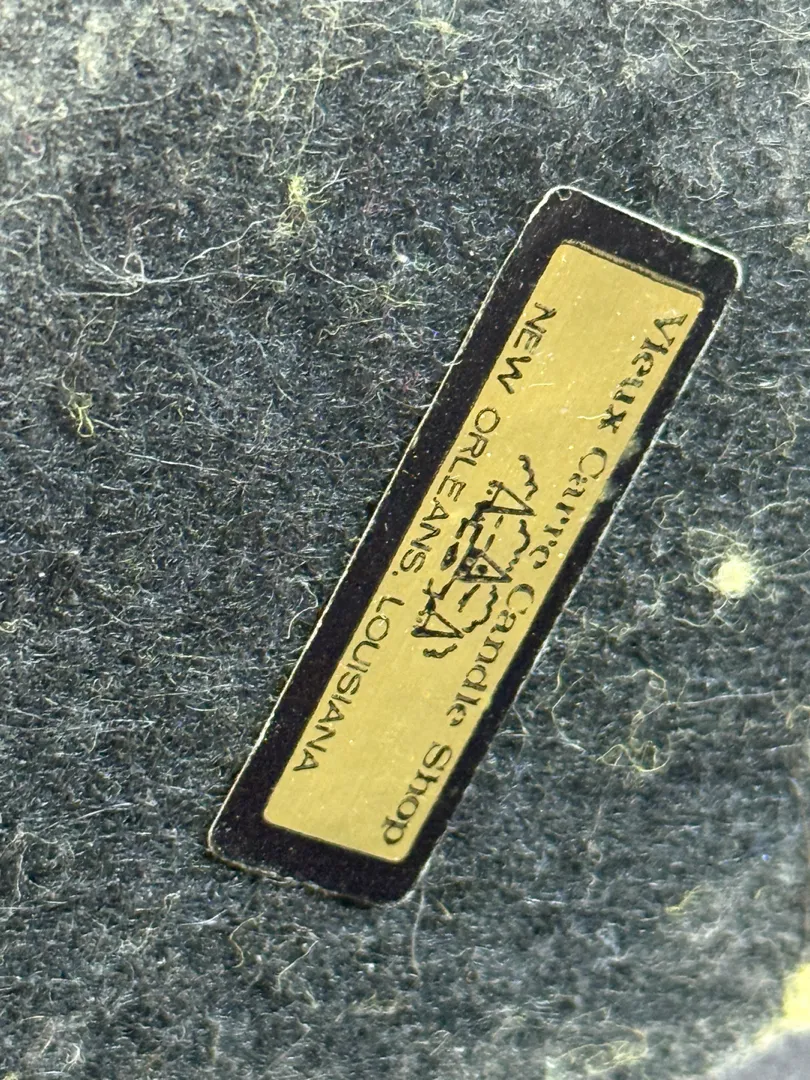 Vieux Carre Candle Shop
NEW ORLEANS, LOUISIANA